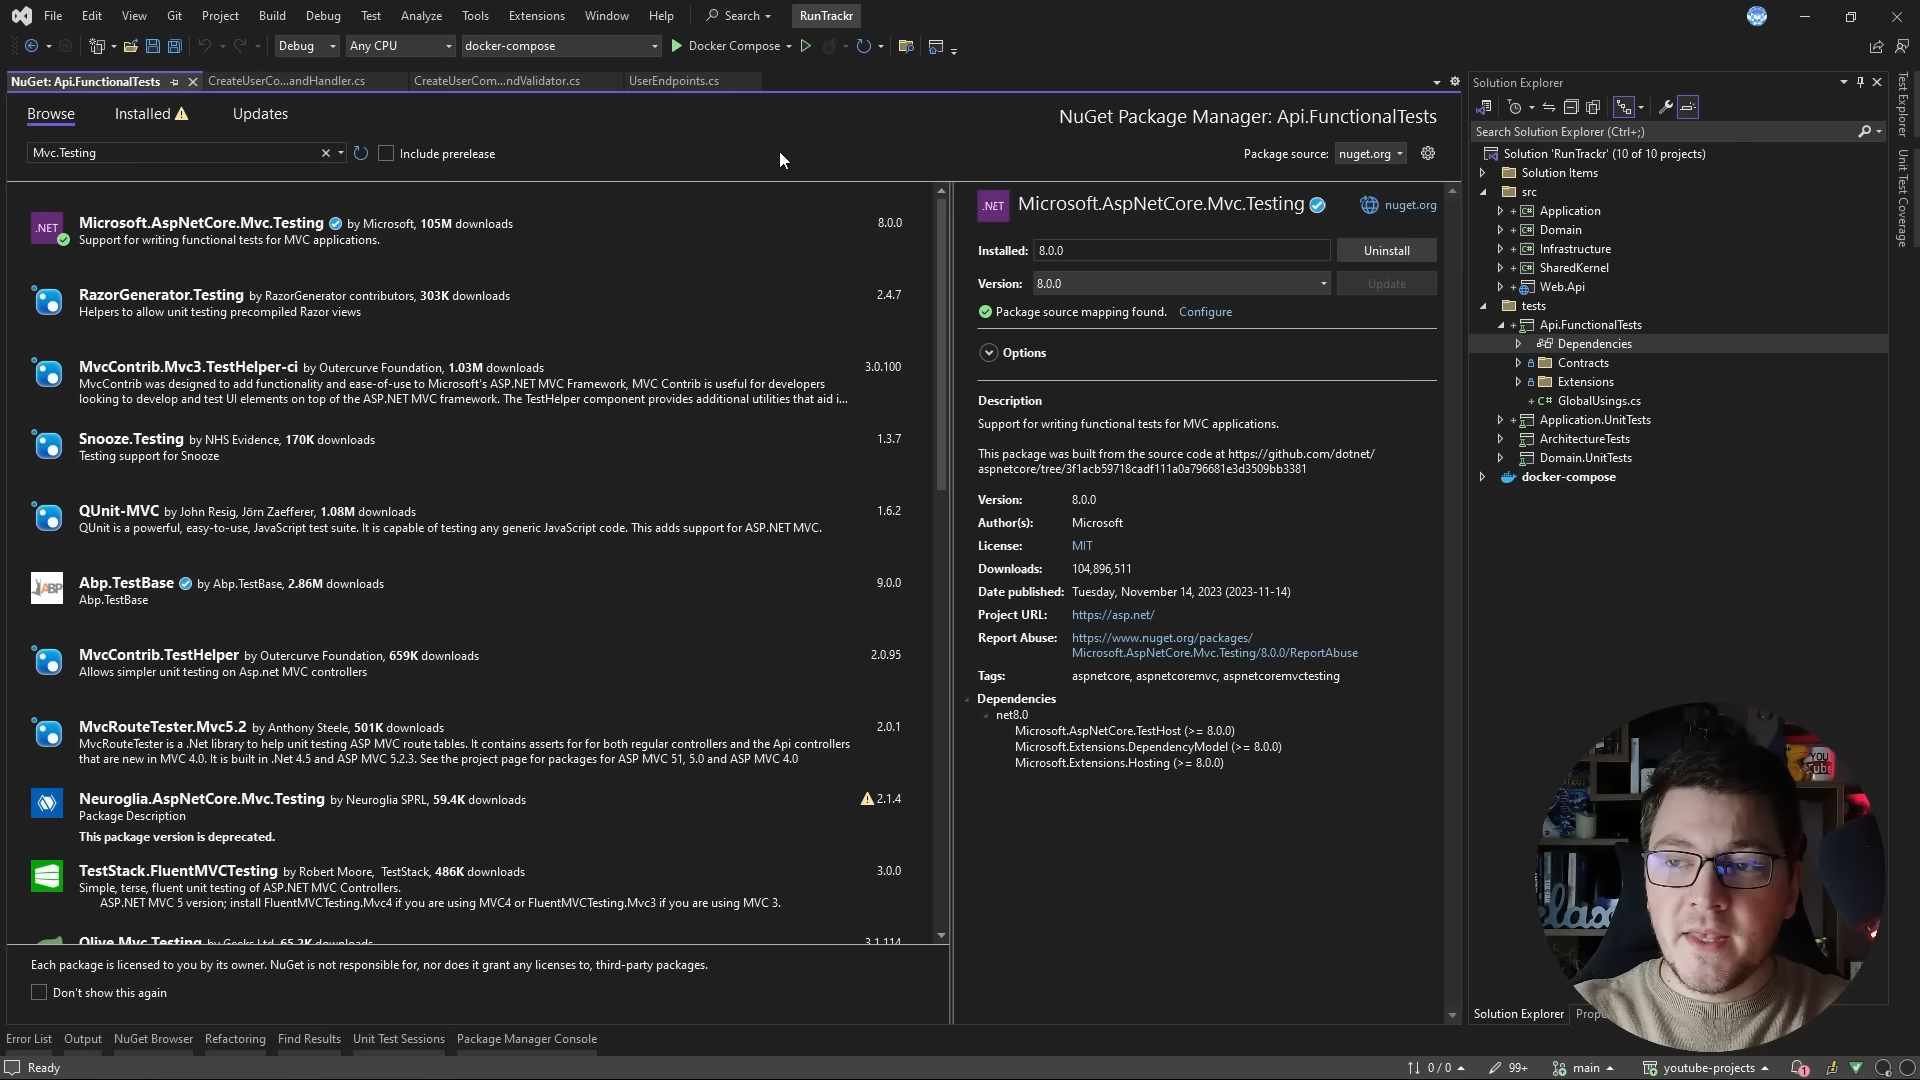 File Edit View Git Project Build Debug Test Analyze Tools Extensions Window Help Search RunTrackr
Debug Any CPU docker-compose Docker Compose
NuGet: Api.FunctionalTests CreateUserCo...andHandler.cs CreateUserCom...ndValidator.cs UserEndpoints.cs
Browse Installed Updates
NuGet Package Manager: Api.FunctionalTests
Mvc.Testing Include prerelease
Package source: nuget.org
.NET
Microsoft.AspNetCore.Mvc.Testing by Microsoft, 105M downloads 8.0.0
Support for writing functional tests for MVC applications.
RazorGenerator.Testing by RazorGenerator contributors, 303K downloads 2.4.7
Helpers to allow unit testing precompiled Razor views
MvcContrib.Mvc3.TestHelper-ci by Outercurve Foundation, 1.03M downloads 3.0.100
MvcContrib was designed to add functionality and ease-of-use to Microsoft's ASP.NET MVC Framework, MVC Contrib is useful for developers
looking to develop and test UI elements on top of the ASP.NET MVC framework. The TestHelper component provides additional utilities that aid i...
Snooze.Testing by NHS Evidence, 170K downloads 1.3.7
Testing support for Snooze
QUnit-MVC by John Resig, Jörn Zaefferer, 1.08M downloads 1.6.2
QUnit is a powerful, easy-to-use, JavaScript test suite. It is capable of testing any generic JavaScript code. This adds support for ASP.NET MVC.
ABP
Abp.TestBase by Abp.TestBase, 2.86M downloads 9.0.0
Abp.TestBase
MvcContrib.TestHelper by Outercurve Foundation, 659K downloads 2.0.95
Allows simpler unit testing on Asp.net MVC controllers
MvcRouteTester.Mvc5.2 by Anthony Steele, 501K downloads 2.0.1
MvcRouteTester is a .Net library to help unit testing ASP MVC route tables. It contains asserts for for both regular controllers and the Api controllers
that are new in MVC 4.0. It is built in .Net 4.5 and ASP MVC 5.2.3. See the project page for packages for ASP MVC 51, 5.0 and ASP MVC 4.0
Neuroglia.AspNetCore.Mvc.Testing by Neuroglia SPRL, 59.4K downloads 2.1.4
Package Description
This package version is deprecated.
TestStack.FluentMVCTesting by Robert Moore, TestStack, 486K downloads 3.0.0
Simple, terse, fluent unit testing of ASP.NET MVC Controllers.
ASP.NET MVC 5 version; install FluentMVCTesting.Mvc4 if you are using MVC4 or FluentMVCTesting.Mvc3 if you are using MVC 3.
Olive.Mvc.Testing by Geeks Ltd, 65.2K downloads 3.1.114
Each package is licensed to you by its owner. NuGet is not responsible for, nor does it grant any licenses to, third-party packages.
Don't show this again
.NET
Microsoft.AspNetCore.Mvc.Testing nuget.org
Installed: 8.0.0 Uninstall
Version: 8.0.0 Update
Package source mapping found. Configure
Options
Description
Support for writing functional tests for MVC applications.
This package was built from the source code at https://github.com/dotnet/
aspnetcore/tree/3f1acb59718cadf111a0a796681e3d3509bb3381
Version: 8.0.0
Author(s): Microsoft
License: MIT
Downloads: 104,896,511
Date published: Tuesday, November 14, 2023 (2023-11-14)
Project URL: https://asp.net/
Report Abuse: https://www.nuget.org/packages/
Microsoft.AspNetCore.Mvc.Testing/8.0.0/ReportAbuse
Tags: aspnetcore, aspnetcoremvc, aspnetcoremvctesting
Dependencies
net8.0
Microsoft.AspNetCore.TestHost (>= 8.0.0)
Microsoft.Extensions.DependencyModel (>= 8.0.0)
Microsoft.Extensions.Hosting (>= 8.0.0)
Solution Explorer
Search Solution Explorer (Ctrl+;)
Solution 'RunTrackr' (10 of 10 projects)
Solution Items
src
Application
Domain
Infrastructure
SharedKernel
Web.Api
tests
Api.FunctionalTests
Dependencies
Contracts
Extensions
GlobalUsings.cs
Application.UnitTests
ArchitectureTests
Domain.UnitTests
docker-compose
Test Explorer
Unit Test Coverage
YOU
Tube
elax
Solution Explorer
Error List Output NuGet Browser Refactoring Find Results Unit Test Sessions Package Manager Console
Ready 0 / 0 99+ main youtube-projects 1